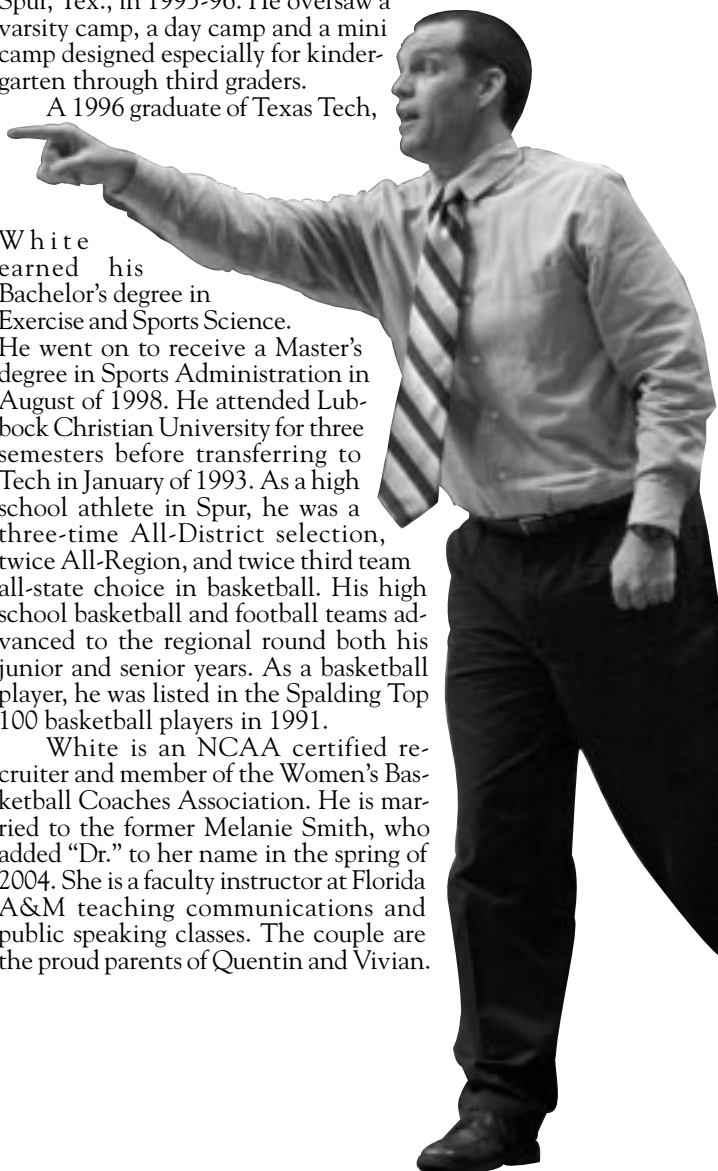 Spur, Tex., in 1995-96. He oversaw a
varsity camp, a day camp and a mini
camp designed especially for kinder-
garten through third graders.
A 1996 graduate of Texas Tech,
White
earned his
Bachelor's degree in
Exercise and Sports Science.
He went on to receive a Master's
degree in Sports Administration in
August of 1998. He attended Lub-
bock Christian University for three
semesters before transferring to
Tech in January of 1993. As a high
school athlete in Spur, he was a
three-time All-District selection,
twice All-Region, and twice third team
all-state choice in basketball. His high
school basketball and football teams ad-
vanced to the regional round both his
junior and senior years. As a basketball
player, he was listed in the Spalding Top
100 basketball players in 1991.
White is an NCAA certified re-
cruiter and member of the Women's Bas-
ketball Coaches Association. He is mar-
ried to the former Melanie Smith, who
added “Dr.” to her name in the spring of
2004. She is a faculty instructor at Florida
A&M teaching communications and
public speaking classes. The couple are
the proud parents of Quentin and Vivian.